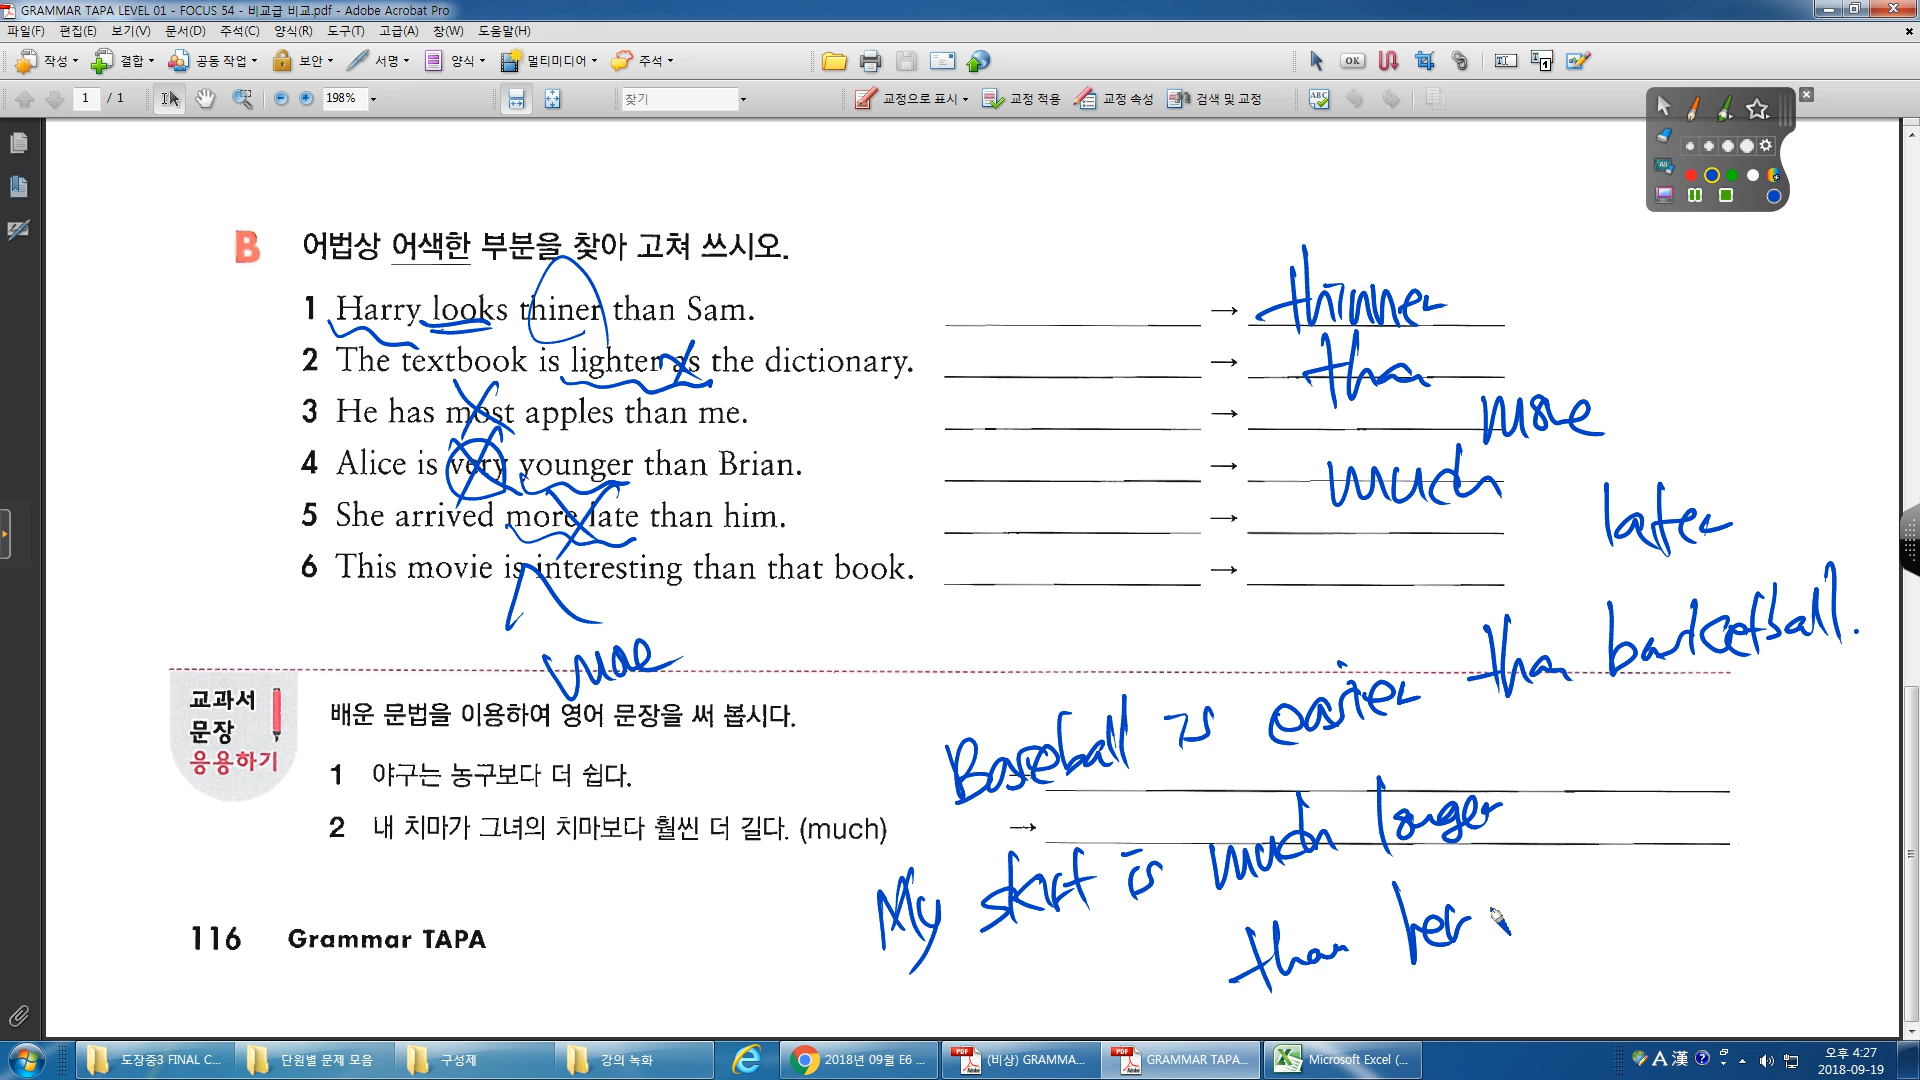 GRAMMAR TAPA LEVEL 01 - FOCUS 54 - 비교급 비교.pdf - Adobe Acrobat Pro
파일(F) 편집(E) 보기(V) 문서(D) 주석(C) 양식(R) 도구(T) 고급(A) 창(W) 도움말(H)
작성 결합 공동 작업 보안 서명 양식 멀티미디어 주석 OK
1 / 1 198% 찾기 교정으로 표시 교정 적용 교정 속성 검색 및 교정 ABC
All
B 어법상 어색한 부분을 찾아 고쳐 쓰시오.
1 Harry looks thiner than Sam. → thinner
2 The textbook is lighter as the dictionary. → than
3 He has most apples than me. → more
4 Alice is very younger than Brian. → much
5 She arrived more late than him. → later
6 This movie is interesting than that book. →
more
교과서
문장
응용하기
배운 문법을 이용하여 영어 문장을 써 봅시다.
1 야구는 농구보다 더 쉽다. → Baseball is easier than basketball.
2 내 치마가 그녀의 치마보다 훨씬 더 길다. (much) → My skirt is much longer
than her
116 Grammar TAPA
도장중3 FINAL C... 단원별 문제 모음 구성제 강의 녹화 2018년 09월 E6 ... (비상) GRAMMA... GRAMMAR TAPA... Microsoft Excel (... A 漢
오후 4:27
2018-09-19